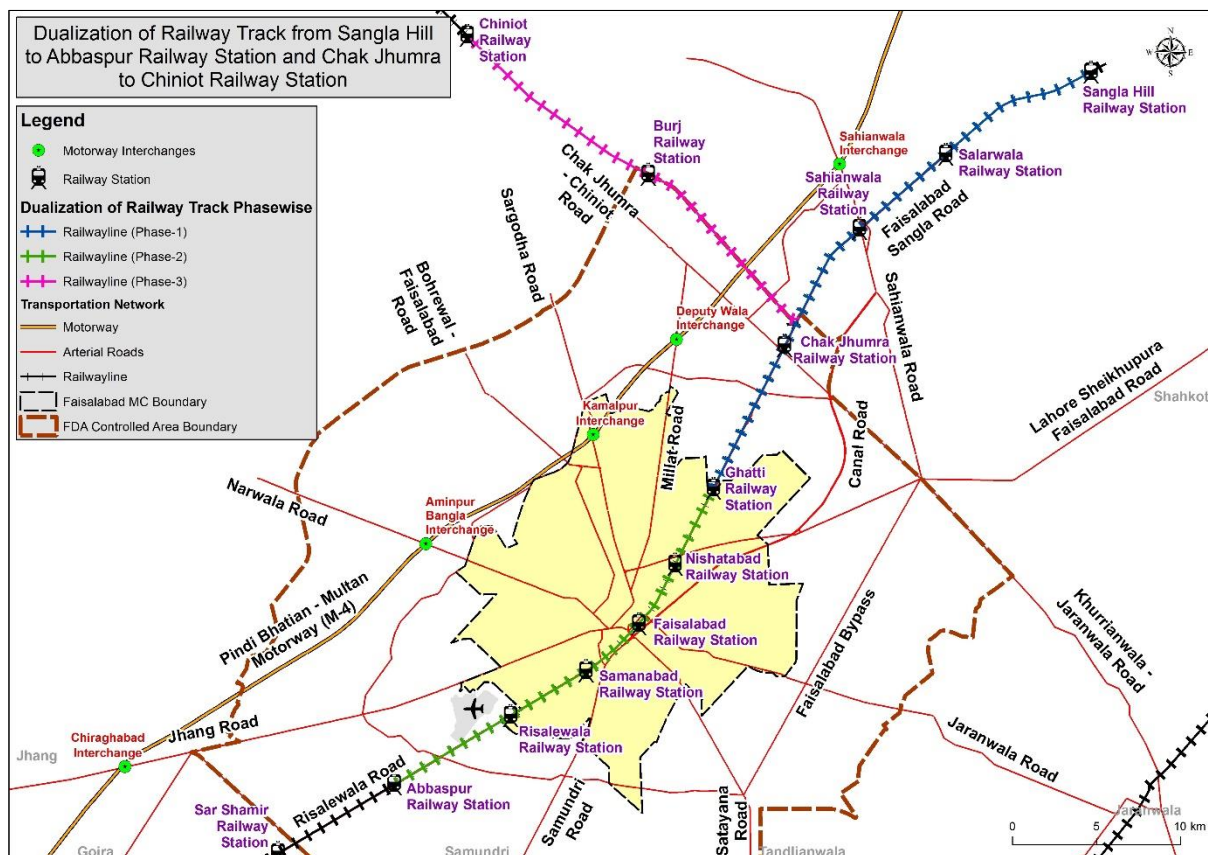 Dualization of Railway Track from Sangla Hill
to Abbaspur Railway Station and Chak Jhumra
to Chiniot Railway Station
Legend
Motorway Interchanges
Railway Station
Dualization of Railway Track Phasewise
Railwayline (Phase-1)
Railwayline (Phase-2)
Railwayline (Phase-3)
Transportation Network
Motorway
Arterial Roads
Railwayline
Faisalabad MC Boundary
FDA Controlled Area Boundary
Chiniot
Railway
Station
N
W
E
S
Sangla Hill
Railway Station
Burj
Railway
Station
Sahianwala
Interchange
Salarwala
Railway Station
Sahianwala
Railway
Station
Faisalabad
Sangla Road
Chak Jhumra
- Chiniot
Road
Sargodha Road
Bohrewal -
Faisalabad
Road
Sahianwala Road
Deputy Wala
Interchange
Chak Jhumra
Railway Station
Lahore Sheikhupura
Faisalabad Road
Shahkot
Kamalpur
Interchange
Millat Road
Canal Road
Ghatti
Railway
Station
Narwala Road
Aminpur
Bangla
Interchange
Nishatabad
Railway Station
Pindi Bhatian - Multan
Motorway (M-4)
Faisalabad
Railway Station
Faisalabad Bypass
Khurrianwala -
Jaranwala Road
Samanabad
Railway Station
Risalewala
Railway Station
Jhang Road
Chiraghabad
Interchange
Jhang
Jaranwala Road
Risalewala Road
Abbaspur
Railway Station
Samundri
Road
Satayana
Road
Sar Shamir
Railway
Station
Jaranwala
Gojra
Samundri
Tandlianwala
0 5 10 km